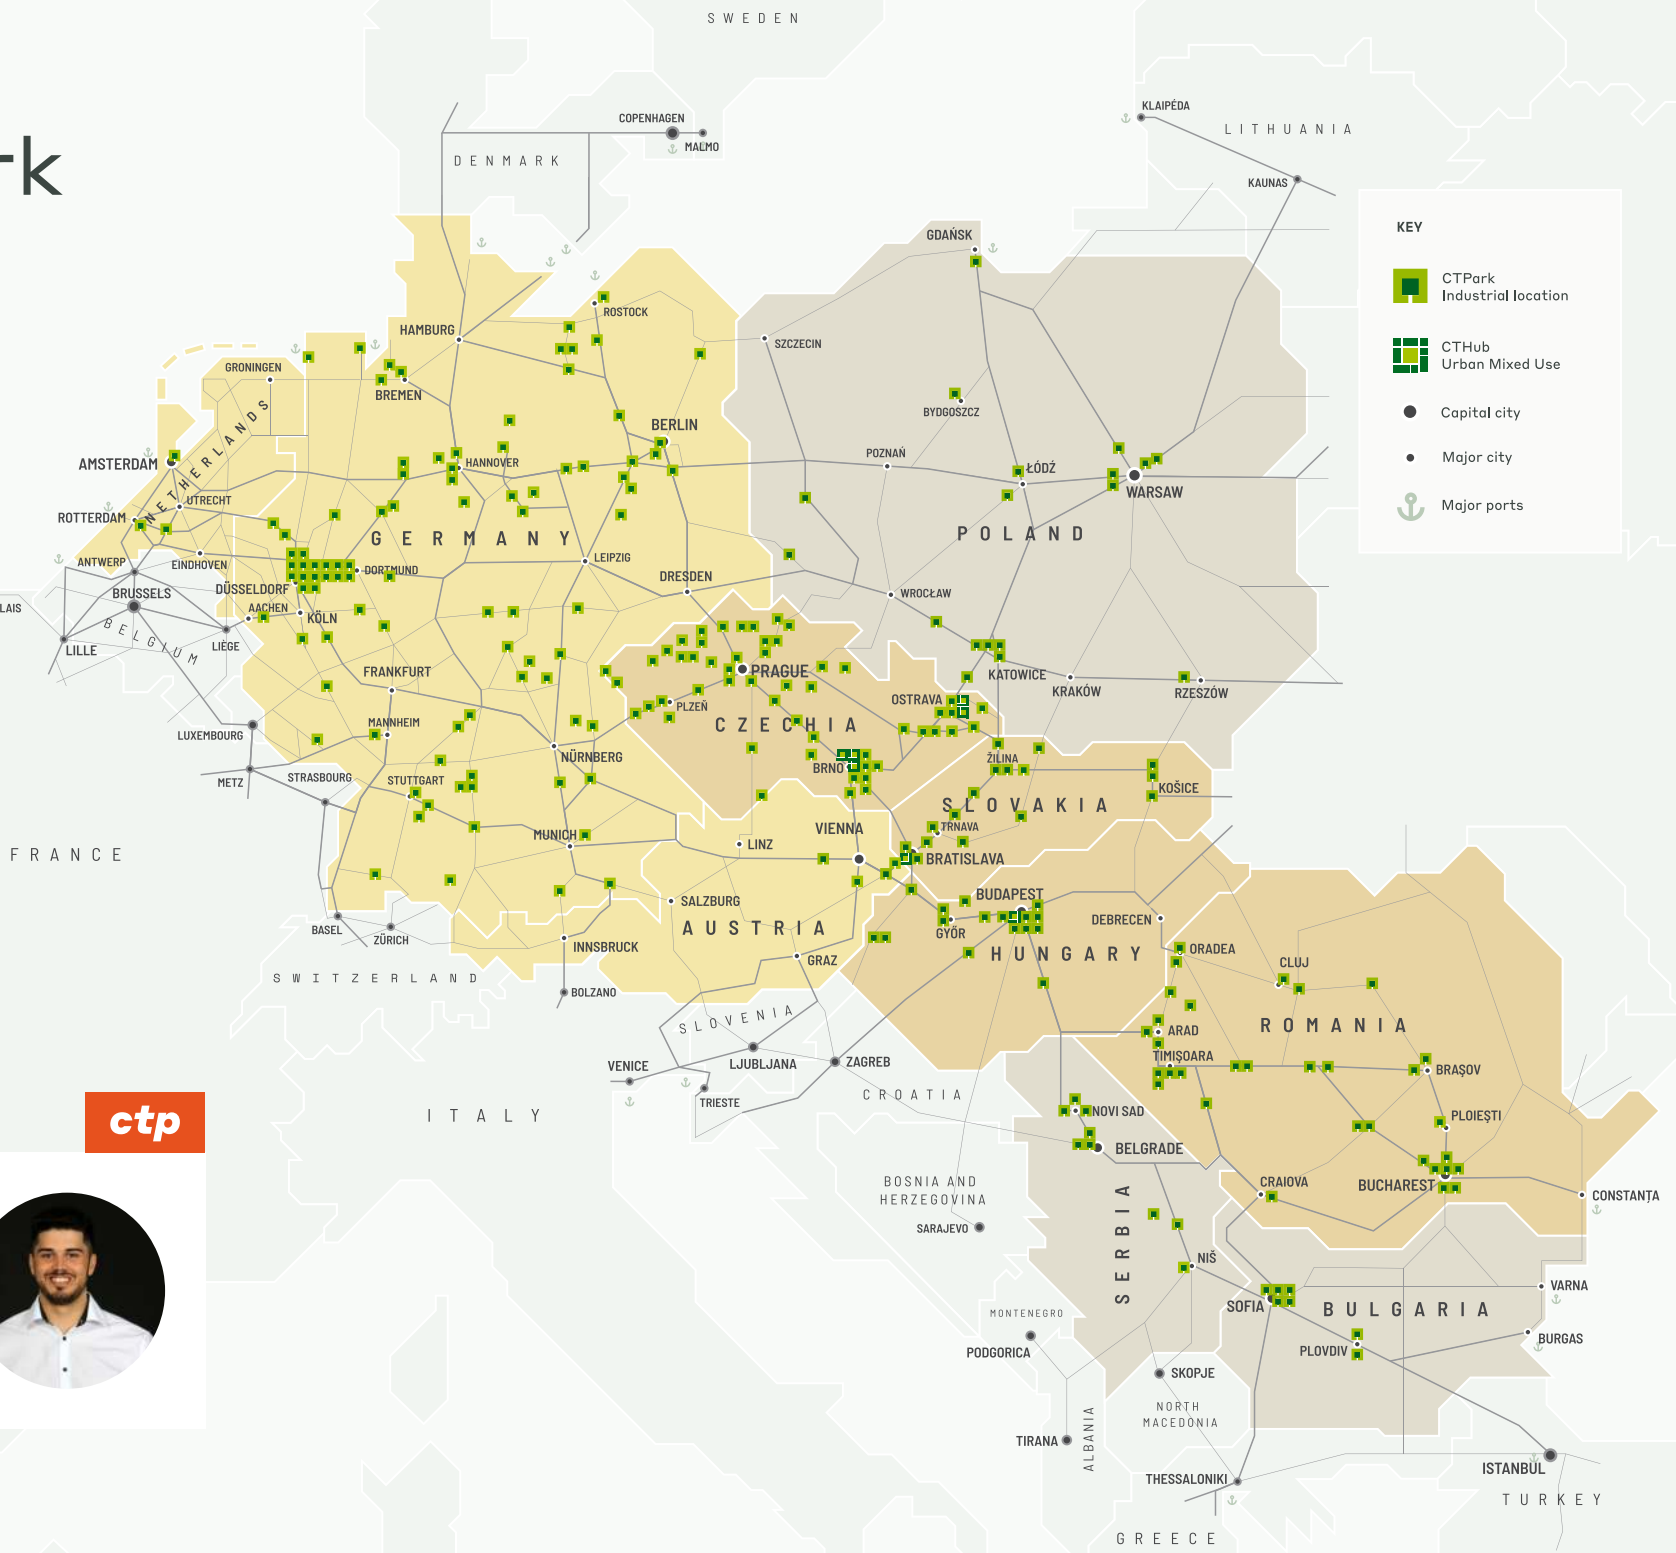 rk
SWEDEN
COPENHAGEN
MALMO
DENMARK
KLAIPĖDA
LITHUANIA
KAUNAS
KEY
CTPark
Industrial location
CTHub
Urban Mixed Use
Capital city
Major city
Major ports
GDAŃSK
ROSTOCK
HAMBURG
SZCZECIN
GRONINGEN
BREMEN
BYDGOSZCZ
BERLIN
NETHERLANDS
AMSTERDAM
HANNOVER
POZNAŃ
ŁÓDŹ
WARSAW
UTRECHT
ROTTERDAM
GERMANY
POLAND
ANTWERP
EINDHOVEN
DORTMUND
LEIPZIG
DRESDEN
DÜSSELDORF
BRUSSELS
WROCŁAW
LAIS
AACHEN
KÖLN
BELGIUM
LIÈGE
LILLE
FRANKFURT
PRAGUE
KATOWICE
KRAKÓW
RZESZÓW
OSTRAVA
PLZEŇ
LUXEMBOURG
MANNHEIM
CZECHIA
NÜRNBERG
ŽILINA
BRNO
METZ
STRASBOURG
STUTTGART
KOŠICE
SLOVAKIA
TRNAVA
VIENNA
MUNICH
LINZ
FRANCE
BRATISLAVA
BUDAPEST
SALZBURG
DEBRECEN
BASEL
ZÜRICH
AUSTRIA
GYŐR
INNSBRUCK
HUNGARY
ORADEA
CLUJ
GRAZ
SWITZERLAND
BOLZANO
SLOVENIA
ROMANIA
ARAD
TIMIȘOARA
VENICE
LJUBLJANA
ZAGREB
BRAȘOV
TRIESTE
CROATIA
ITALY
NOVI SAD
PLOIEȘTI
ctp
BELGRADE
BOSNIA AND
HERZEGOVINA
CRAIOVA
BUCHAREST
CONSTANȚA
SARAJEVO
SERBIA
NIŠ
VARNA
SOFIA
BULGARIA
MONTENEGRO
PODGORICA
PLOVDIV
BURGAS
SKOPJE
NORTH
MACEDONIA
TIRANA
ALBANIA
THESSALONIKI
ISTANBUL
TURKEY
GREECE